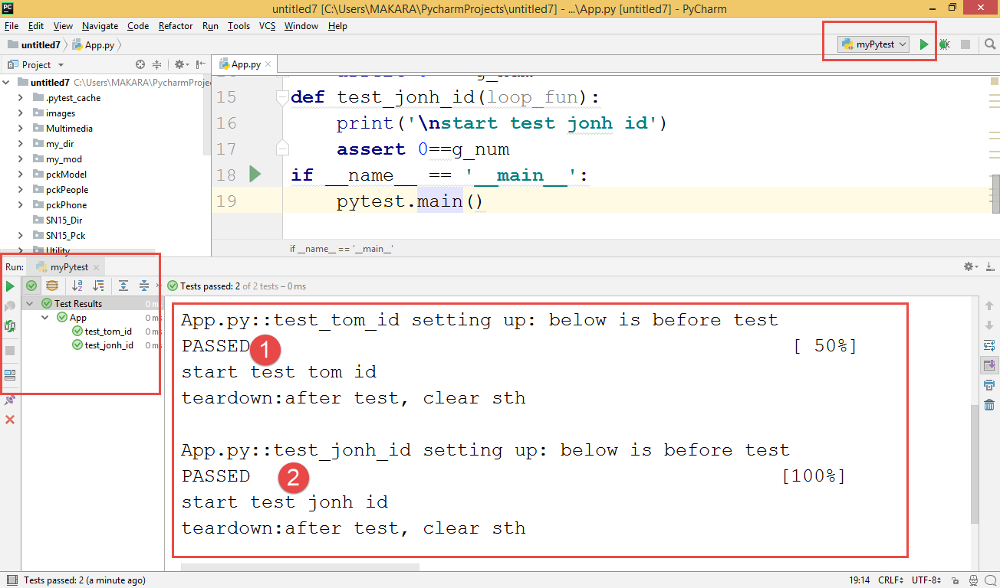 PC
untitled7 [C:\Users\MAKARA\PycharmProjects\untitled7] - ...\App.py [untitled7] - PyCharm
File Edit View Navigate Code Refactor Run Tools VCS Window Help
untitled7 App.py
myPytest
Project
App.py
untitled7 C:\Users\MAKARA\PycharmProje
.pytest_cache
images
Multimedia
my_dir
my_mod
pckModel
pckPeople
pckPhone
SN15_Dir
SN15_Pck
Utility
15 def test_jonh_id(loop_fun):
16 print('\nstart test jonh id')
17 assert 0==g_num
18 if __name__ == '__main__':
19 pytest.main()
if __name__ == '__main__'
Run: myPytest
Tests passed: 2 of 2 tests – 0 ms
Test Results 0 ms
App 0 ms
test_tom_id 0 ms
test_jonh_id 0 ms
App.py::test_tom_id setting up: below is before test
PASSED 1 [ 50%]
start test tom id
teardown:after test, clear sth
App.py::test_jonh_id setting up: below is before test
PASSED 2 [100%]
start test jonh id
teardown:after test, clear sth
Tests passed: 2 (a minute ago)
19:14 CRLF UTF-8